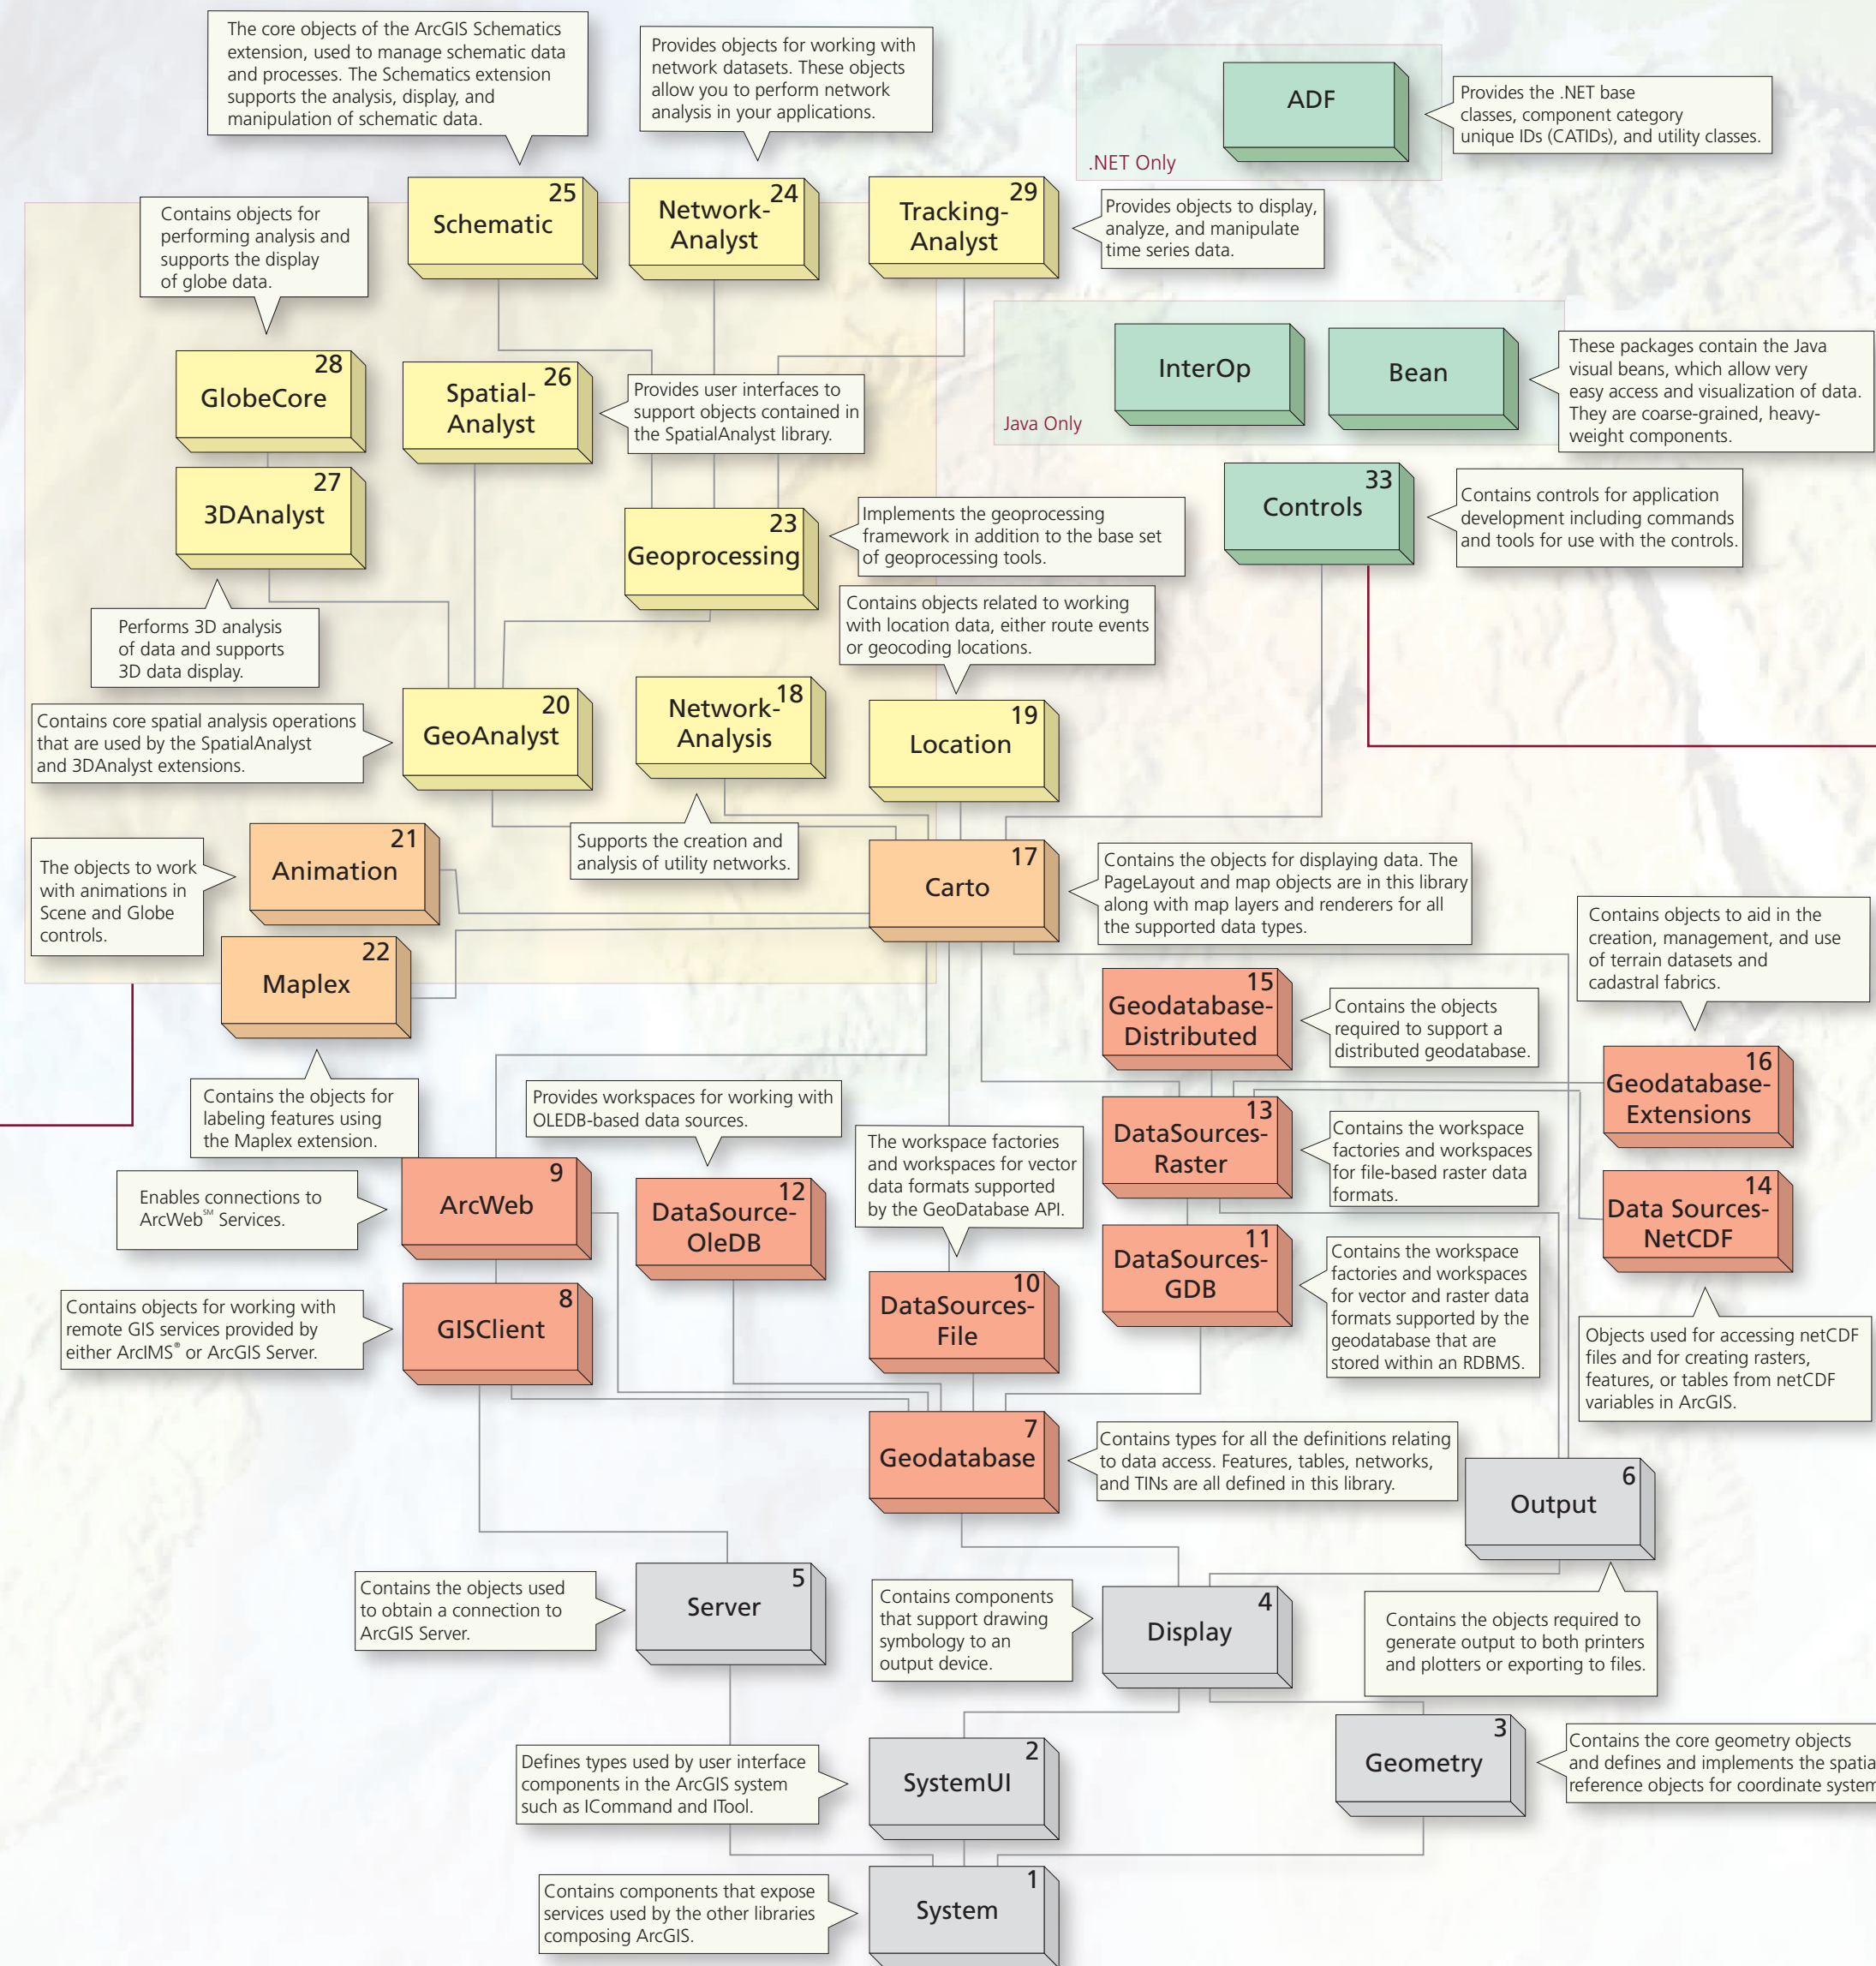 The core objects of the ArcGIS Schematics
extension, used to manage schematic data
and processes. The Schematics extension
supports the analysis, display, and
manipulation of schematic data.
Provides objects for working with
network datasets. These objects
allow you to perform network
analysis in your applications.
ADF
.NET Only
Provides the .NET base
classes, component category
unique IDs (CATIDs), and utility classes.
25
Schematic
24
Network-
Analyst
29
Tracking-
Analyst
Provides objects to display,
analyze, and manipulate
time series data.
Contains objects for
performing analysis and
supports the display
of globe data.
28
GlobeCore
26
Spatial-
Analyst
Provides user interfaces to
support objects contained in
the SpatialAnalyst library.
InterOp
Bean
Java Only
These packages contain the Java
visual beans, which allow very
easy access and visualization of data.
They are coarse-grained, heavy-
weight components.
27
3DAnalyst
23
Geoprocessing
Implements the geoprocessing
framework in addition to the base set
of geoprocessing tools.
33
Controls
Contains controls for application
development including commands
and tools for use with the controls.
Performs 3D analysis
of data and supports
3D data display.
Contains objects related to working
with location data, either route events
or geocoding locations.
Contains core spatial analysis operations
that are used by the SpatialAnalyst
and 3DAnalyst extensions.
20
GeoAnalyst
18
Network-
Analysis
19
Location
The objects to work
with animations in
Scene and Globe
controls.
21
Animation
Supports the creation and
analysis of utility networks.
17
Carto
Contains the objects for displaying data. The
PageLayout and map objects are in this library
along with map layers and renderers for all
the supported data types.
22
Maplex
Contains objects to aid in the
creation, management, and use
of terrain datasets and
cadastral fabrics.
15
Geodatabase-
Distributed
Contains the objects
required to support a
distributed geodatabase.
16
Geodatabase-
Extensions
Contains the objects for
labeling features using
the Maplex extension.
Provides workspaces for working with
OLEDB-based data sources.
The workspace factories
and workspaces for vector
data formats supported
by the GeoDatabase API.
13
DataSources-
Raster
Contains the workspace
factories and workspaces
for file-based raster data
formats.
Enables connections to
ArcWeb℠ Services.
9
ArcWeb
12
DataSource-
OleDB
14
Data Sources-
NetCDF
11
DataSources-
GDB
Contains the workspace
factories and workspaces
for vector and raster data
formats supported by the
geodatabase that are
stored within an RDBMS.
Contains objects for working with
remote GIS services provided by
either ArcIMS® or ArcGIS Server.
8
GISClient
10
DataSources-
File
Objects used for accessing netCDF
files and for creating rasters,
features, or tables from netCDF
variables in ArcGIS.
7
Geodatabase
Contains types for all the definitions relating
to data access. Features, tables, networks,
and TINs are all defined in this library.
6
Output
Contains the objects used
to obtain a connection to
ArcGIS Server.
5
Server
Contains components
that support drawing
symbology to an
output device.
4
Display
Contains the objects required to
generate output to both printers
and plotters or exporting to files.
Defines types used by user interface
components in the ArcGIS system
such as ICommand and ITool.
2
SystemUI
3
Geometry
Contains the core geometry objects
and defines and implements the spatia
reference objects for coordinate system
Contains components that expose
services used by the other libraries
composing ArcGIS.
1
System